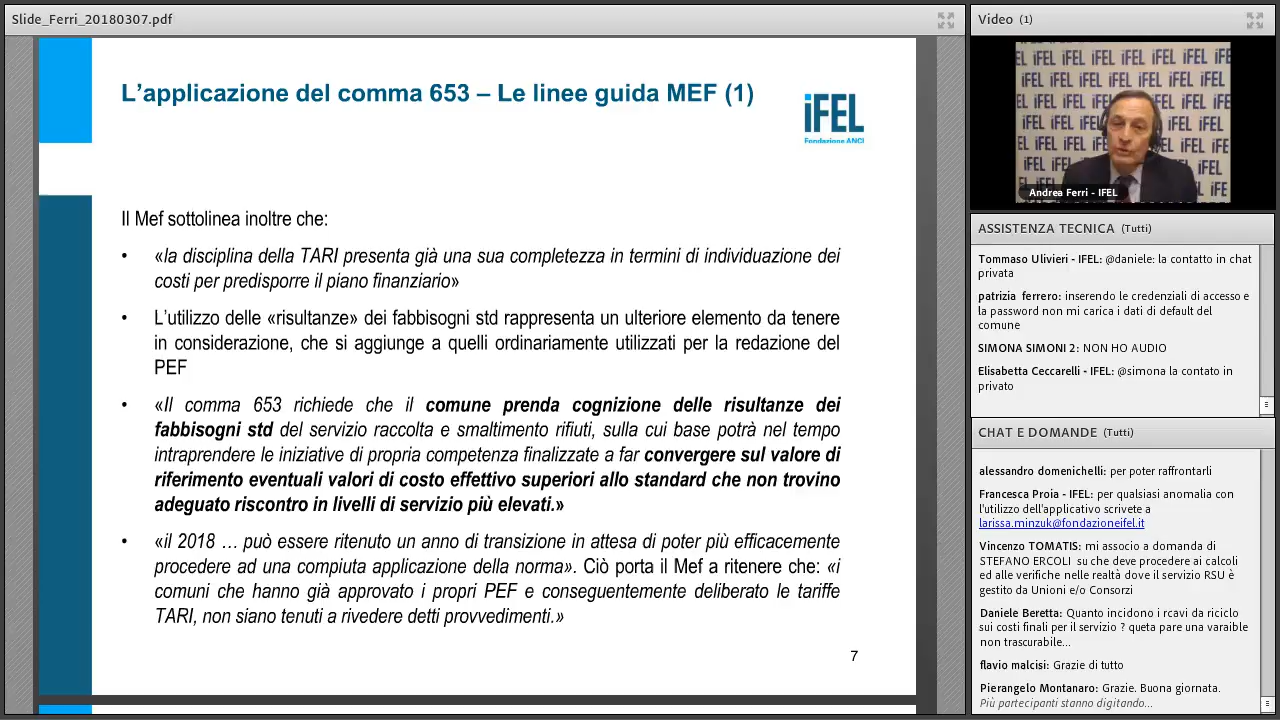 Slide_Ferri_20180307.pdf
L'applicazione del comma 653 – Le linee guida MEF (1)
iFEL
Fondazione ANCI
Il Mef sottolinea inoltre che:
• «la disciplina della TARI presenta già una sua completezza in termini di individuazione dei
costi per predisporre il piano finanziario»
• L'utilizzo delle «risultanze» dei fabbisogni std rappresenta un ulteriore elemento da tenere
in considerazione, che si aggiunge a quelli ordinariamente utilizzati per la redazione del
PEF
• «Il comma 653 richiede che il comune prenda cognizione delle risultanze dei
fabbisogni std del servizio raccolta e smaltimento rifiuti, sulla cui base potrà nel tempo
intraprendere le iniziative di propria competenza finalizzate a far convergere sul valore di
riferimento eventuali valori di costo effettivo superiori allo standard che non trovino
adeguato riscontro in livelli di servizio più elevati.»
• «il 2018 … può essere ritenuto un anno di transizione in attesa di poter più efficacemente
procedere ad una compiuta applicazione della norma». Ciò porta il Mef a ritenere che: «i
comuni che hanno già approvato i propri PEF e conseguentemente deliberato le tariffe
TARI, non siano tenuti a rivedere detti provvedimenti.»
7
Video (1)
iFEL
Andrea Ferri - IFEL
ASSISTENZA TECNICA (Tutti)
Tommaso Ulivieri - IFEL: @daniele: la contatto in chat
privata
patrizia ferrero: inserendo le credenziali di accesso e
la password non mi carica i dati di default del
comune
SIMONA SIMONI 2: NON HO AUDIO
Elisabetta Ceccarelli - IFEL: @simona la contato in
privato
CHAT E DOMANDE (Tutti)
alessandro domenichelli: per poter raffrontarli
Francesca Proia - IFEL: per qualsiasi anomalia con
l'utilizzo dell'applicativo scrivete a
larissa.minzuk@fondazioneifel.it
Vincenzo TOMATIS: mi associo a domanda di
STEFANO ERCOLI su che deve procedere ai calcoli
ed alle verifiche nelle realtà dove il servizio RSU è
gestito da Unioni e/o Consorzi
Daniele Beretta: Quanto incidono i rcavi da riciclo
sui costi finali per il servizio ? queta pare una varaible
non trascurabile...
flavio malcisi: Grazie di tutto
Pierangelo Montanaro: Grazie. Buona giornata.
Più partecipanti stanno digitando...